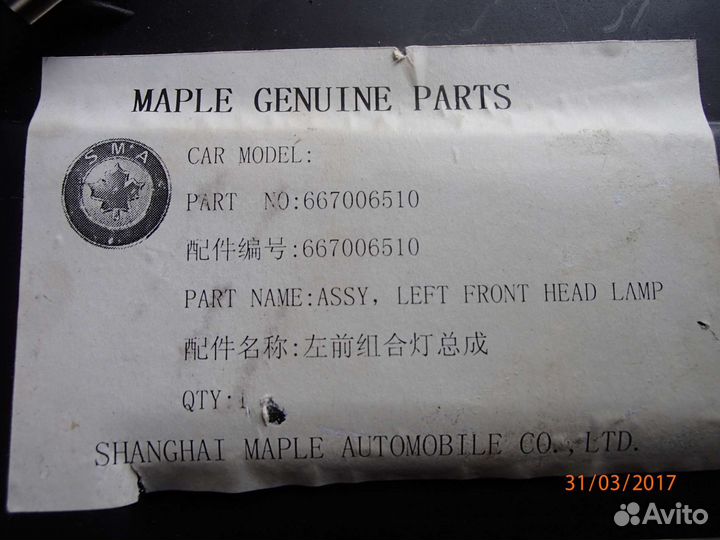 MAPLE GENUINE PARTS
SMA
CAR MODEL:
PART NO:667006510
配件编号:667006510
PART NAME:ASSY, LEFT FRONT HEAD LAMP
配件名称:左前组合灯总成
QTY:1
SHANGHAI MAPLE AUTOMOBILE CO., LTD.
31/03/2017
Avito